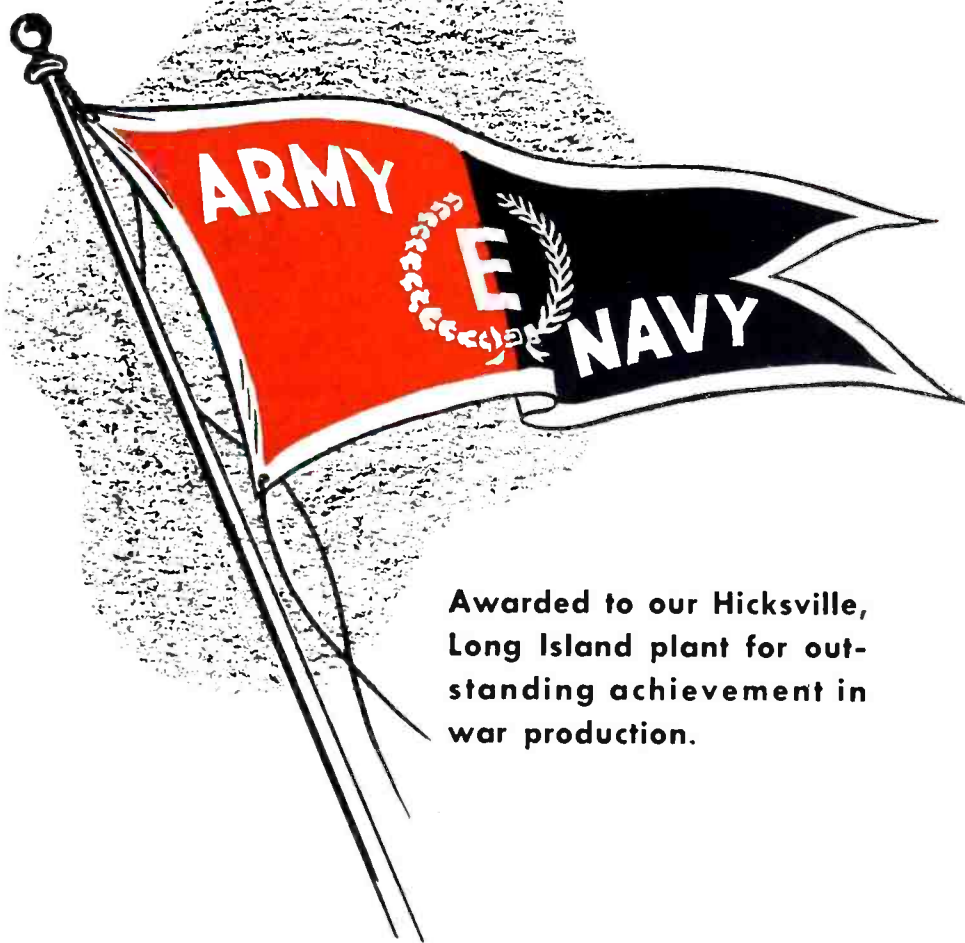 ARMY
E
NAVY
Awarded to our Hicksville,
Long Island plant for out-
standing achievement in
war production.